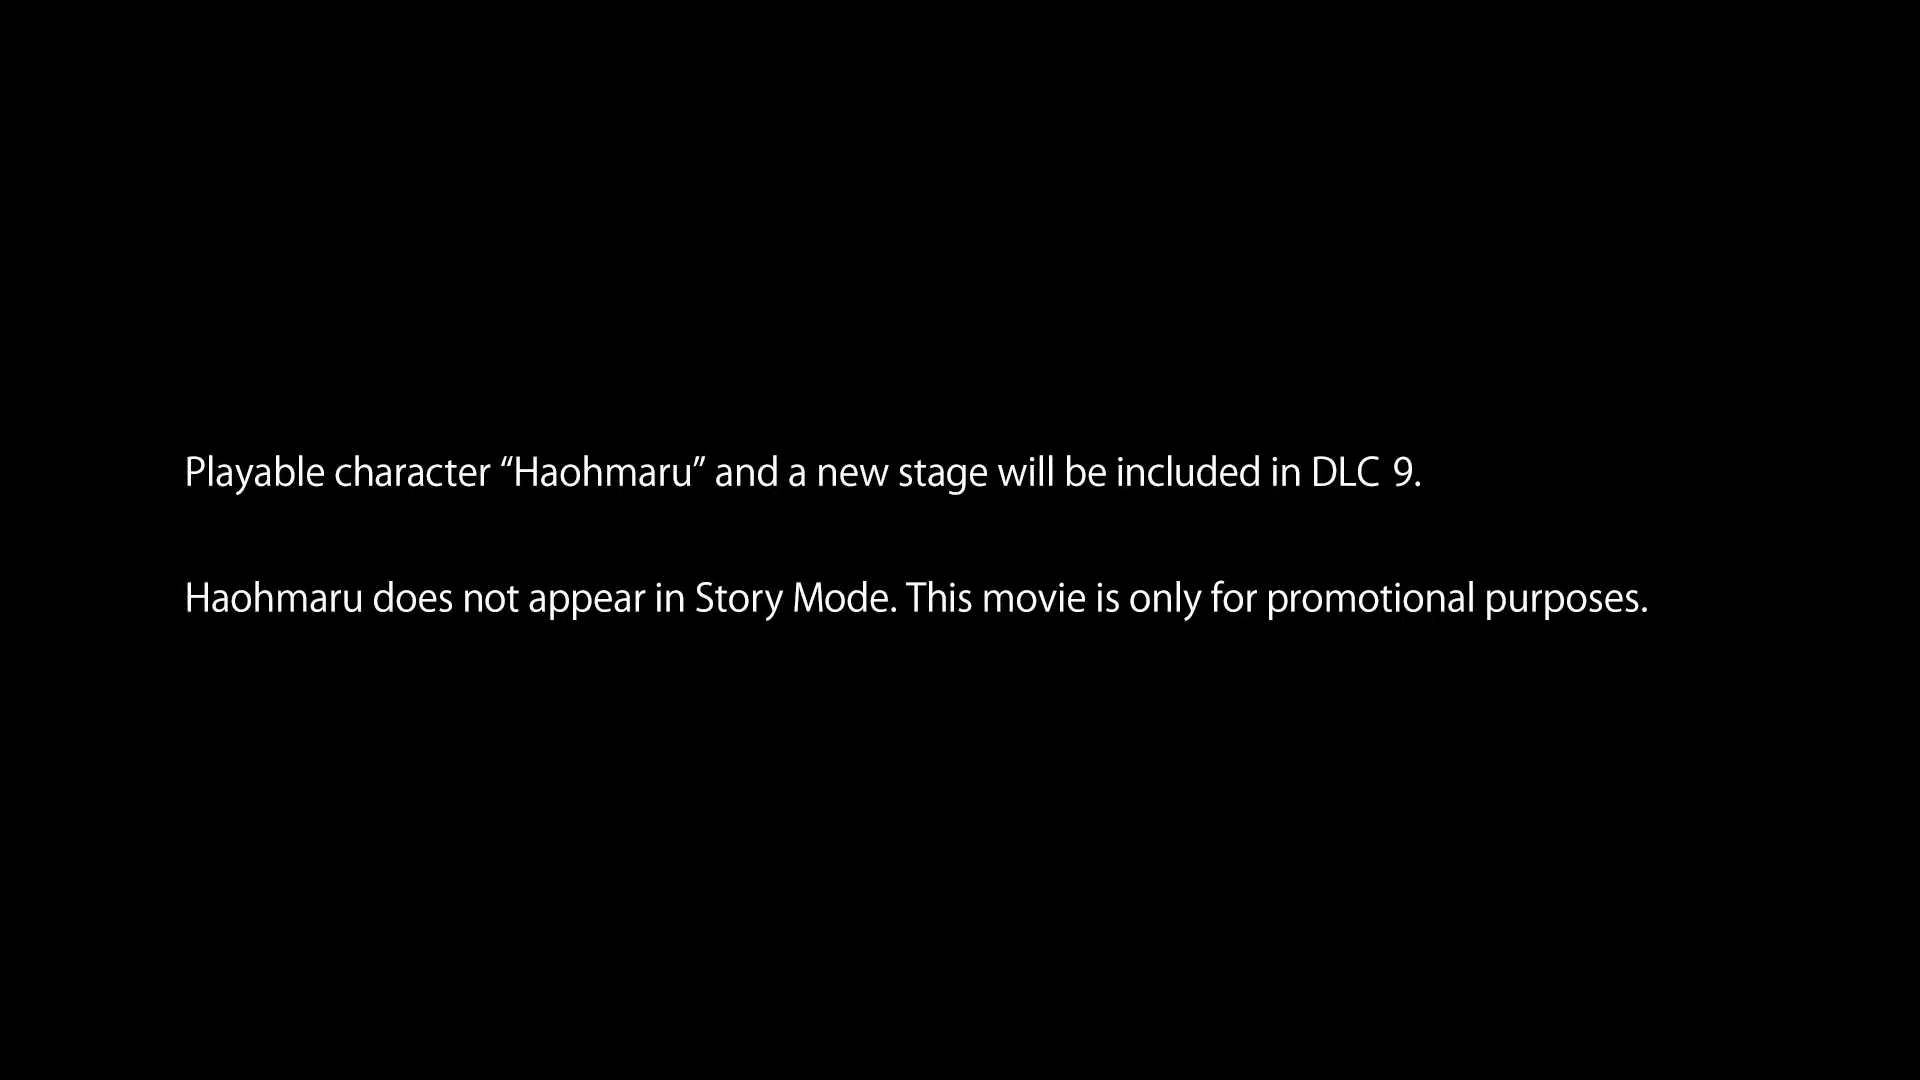 Playable character “Haohmaru” and a new stage will be included in DLC 9.
Haohmaru does not appear in Story Mode. This movie is only for promotional purposes.